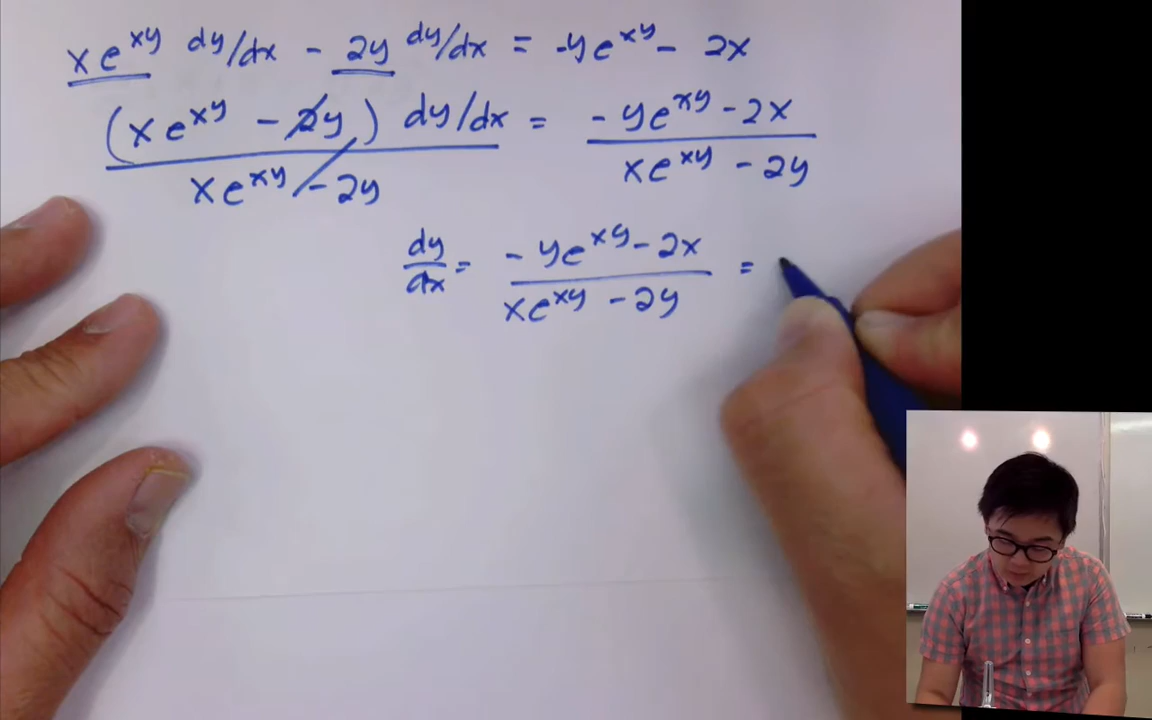 xe^{xy} dy/dx - 2y dy/dx = -ye^{xy} - 2x
(xe^{xy} - 2y) dy/dx / xe^{xy} - 2y = -ye^{xy} - 2x / xe^{xy} - 2y
dy/dx = -ye^{xy} - 2x / xe^{xy} - 2y =